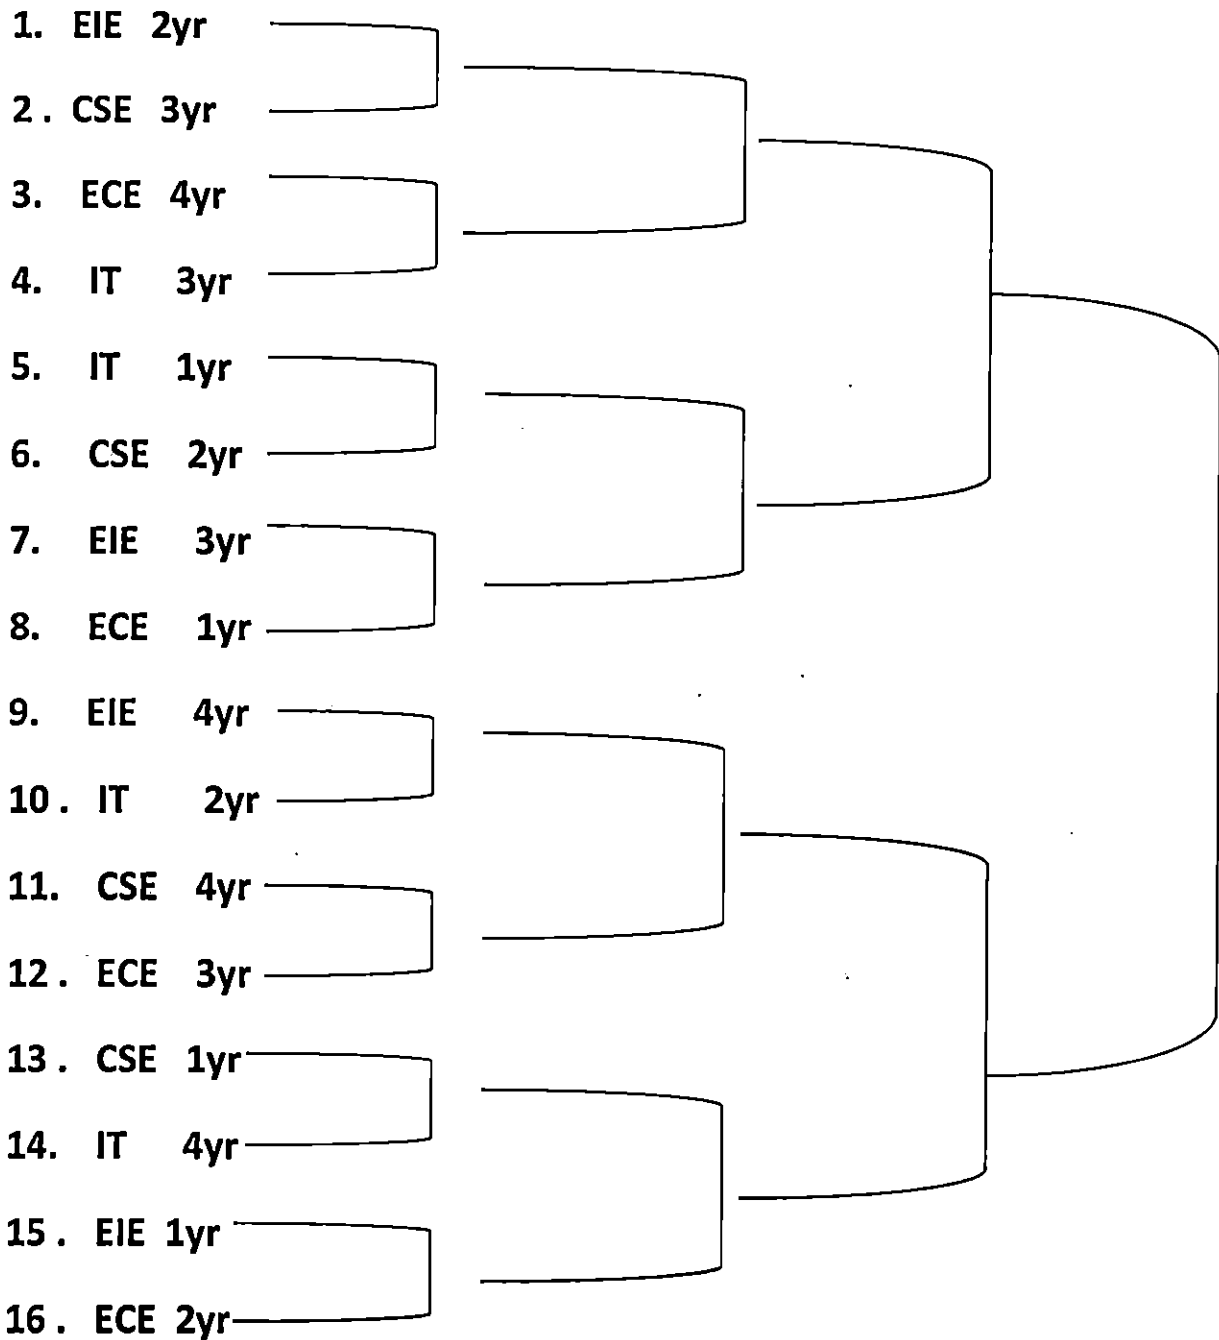 1. EIE 2yr
2. CSE 3yr
3. ECE 4yr
4. IT 3yr
5. IT 1yr
6. CSE 2yr
7. EIE 3yr
8. ECE 1yr
9. EIE 4yr
10. IT 2yr
11. CSE 4yr
12. ECE 3yr
13. CSE 1yr
14. IT 4yr
15. EIE 1yr
16. ECE 2yr